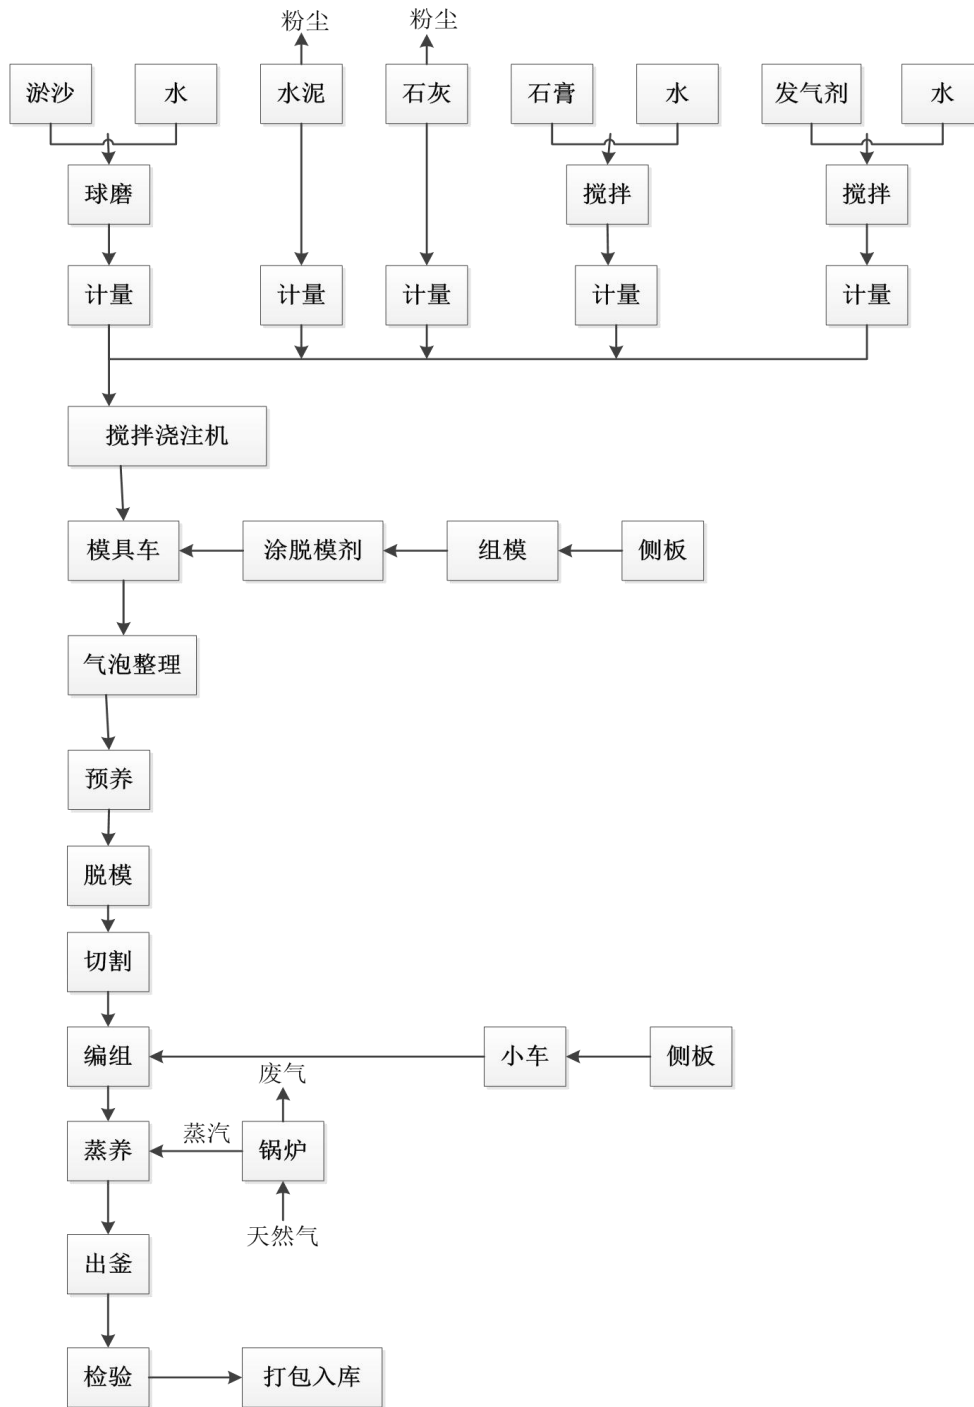 粉尘
粉尘
淤沙
水
水泥
石灰
石膏
水
发气剂
水
球磨
搅拌
搅拌
计量
计量
计量
计量
计量
搅拌浇注机
模具车
涂脱模剂
组模
侧板
气泡整理
预养
脱模
切割
编组
小车
侧板
废气
蒸汽
蒸养
锅炉
天然气
出釜
检验
打包入库